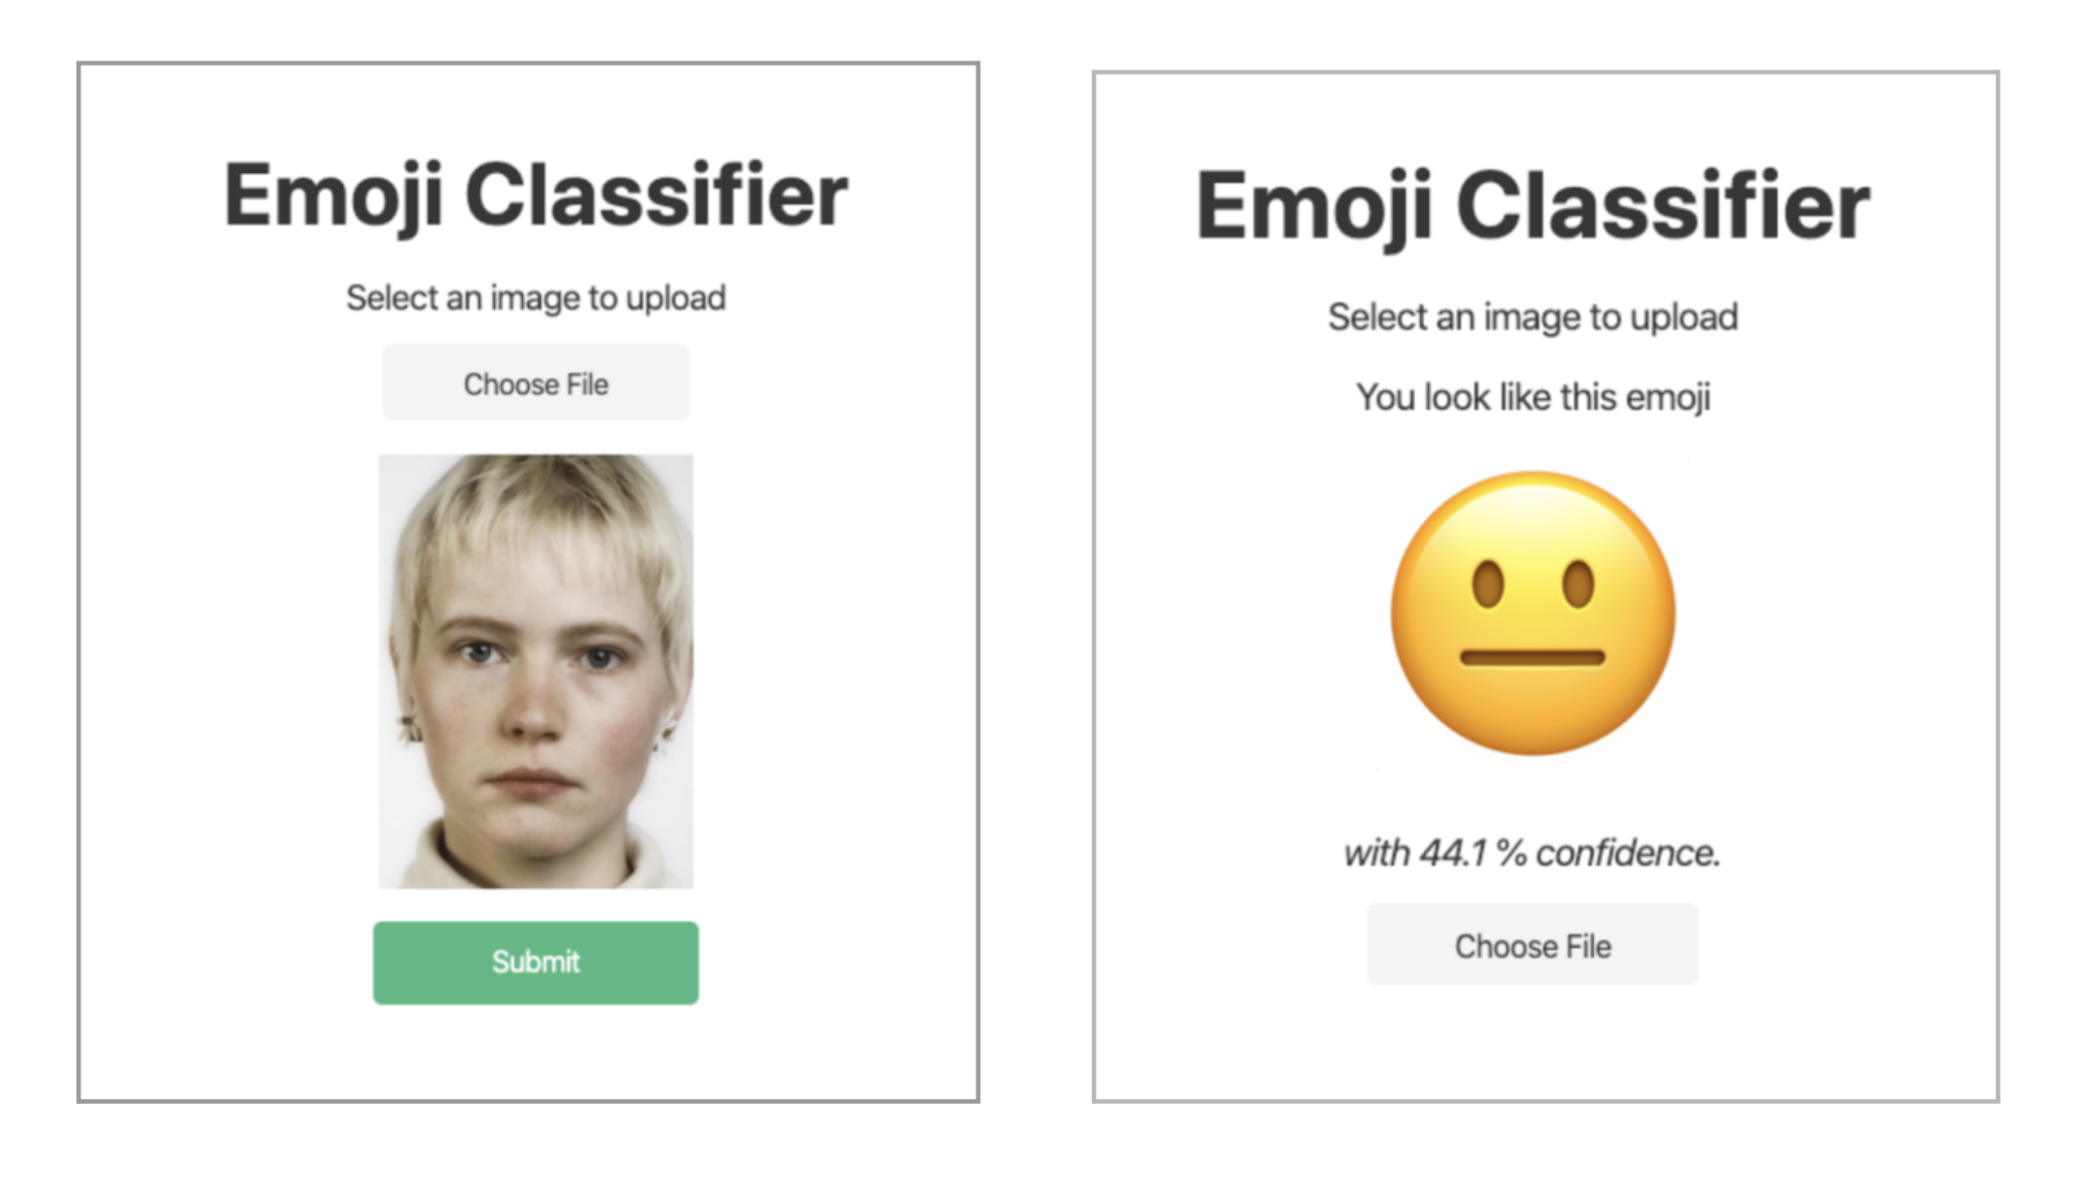 Emoji Classifier
Select an image to upload
Choose File
Submit
Emoji Classifier
Select an image to upload
You look like this emoji
with 44.1 % confidence.
Choose File